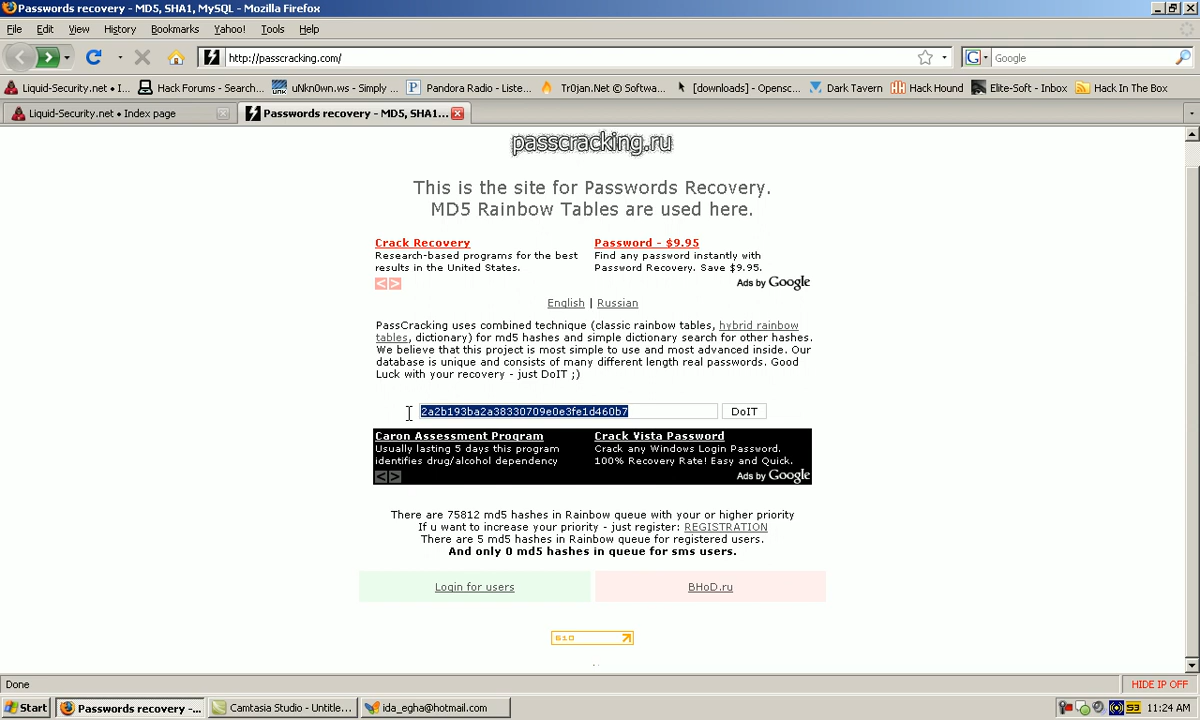 Passwords recovery - MD5, SHA1, MySQL - Mozilla Firefox
File Edit View History Bookmarks Yahoo! Tools Help
http://passcracking.com/
Google
Liquid-Security.net • I... Hack Forums - Search... uNkn0wn.ws - Simply ... Pandora Radio - Liste... Tr0jan.Net © Softwa... [downloads] - Opensc... Dark Tavern Hack Hound Elite-Soft - Inbox Hack In The Box
Liquid-Security.net • Index page
Passwords recovery - MD5, SHA1...
passcracking.ru
This is the site for Passwords Recovery.
MD5 Rainbow Tables are used here.
Crack Recovery
Research-based programs for the best
results in the United States.
Password - $9.95
Find any password instantly with
Password Recovery. Save $9.95.
Ads by Google
English | Russian
PassCracking uses combined technique (classic rainbow tables, hybrid rainbow
tables, dictionary) for md5 hashes and simple dictionary search for other hashes.
We believe that this project is most simple to use and most advanced inside. Our
database is unique and consists of many different length real passwords. Good
Luck with your recovery - just DoIT ;)
2a2b193ba2a38330709e0e3fe1d460b7
DoIT
Caron Assessment Program
Usually lasting 5 days this program
identifies drug/alcohol dependency
Crack Vista Password
Crack any Windows Login Password.
100% Recovery Rate! Easy and Quick.
Ads by Google
There are 75812 md5 hashes in Rainbow queue with your or higher priority
If u want to increase your priority - just register: REGISTRATION
There are 5 md5 hashes in Rainbow queue for registered users.
And only 0 md5 hashes in queue for sms users.
Login for users
BHoD.ru
610
Done
HIDE IP OFF
Start Passwords recovery -... Camtasia Studio - Untitle... ida_egha@hotmail.com
S3 11:24 AM